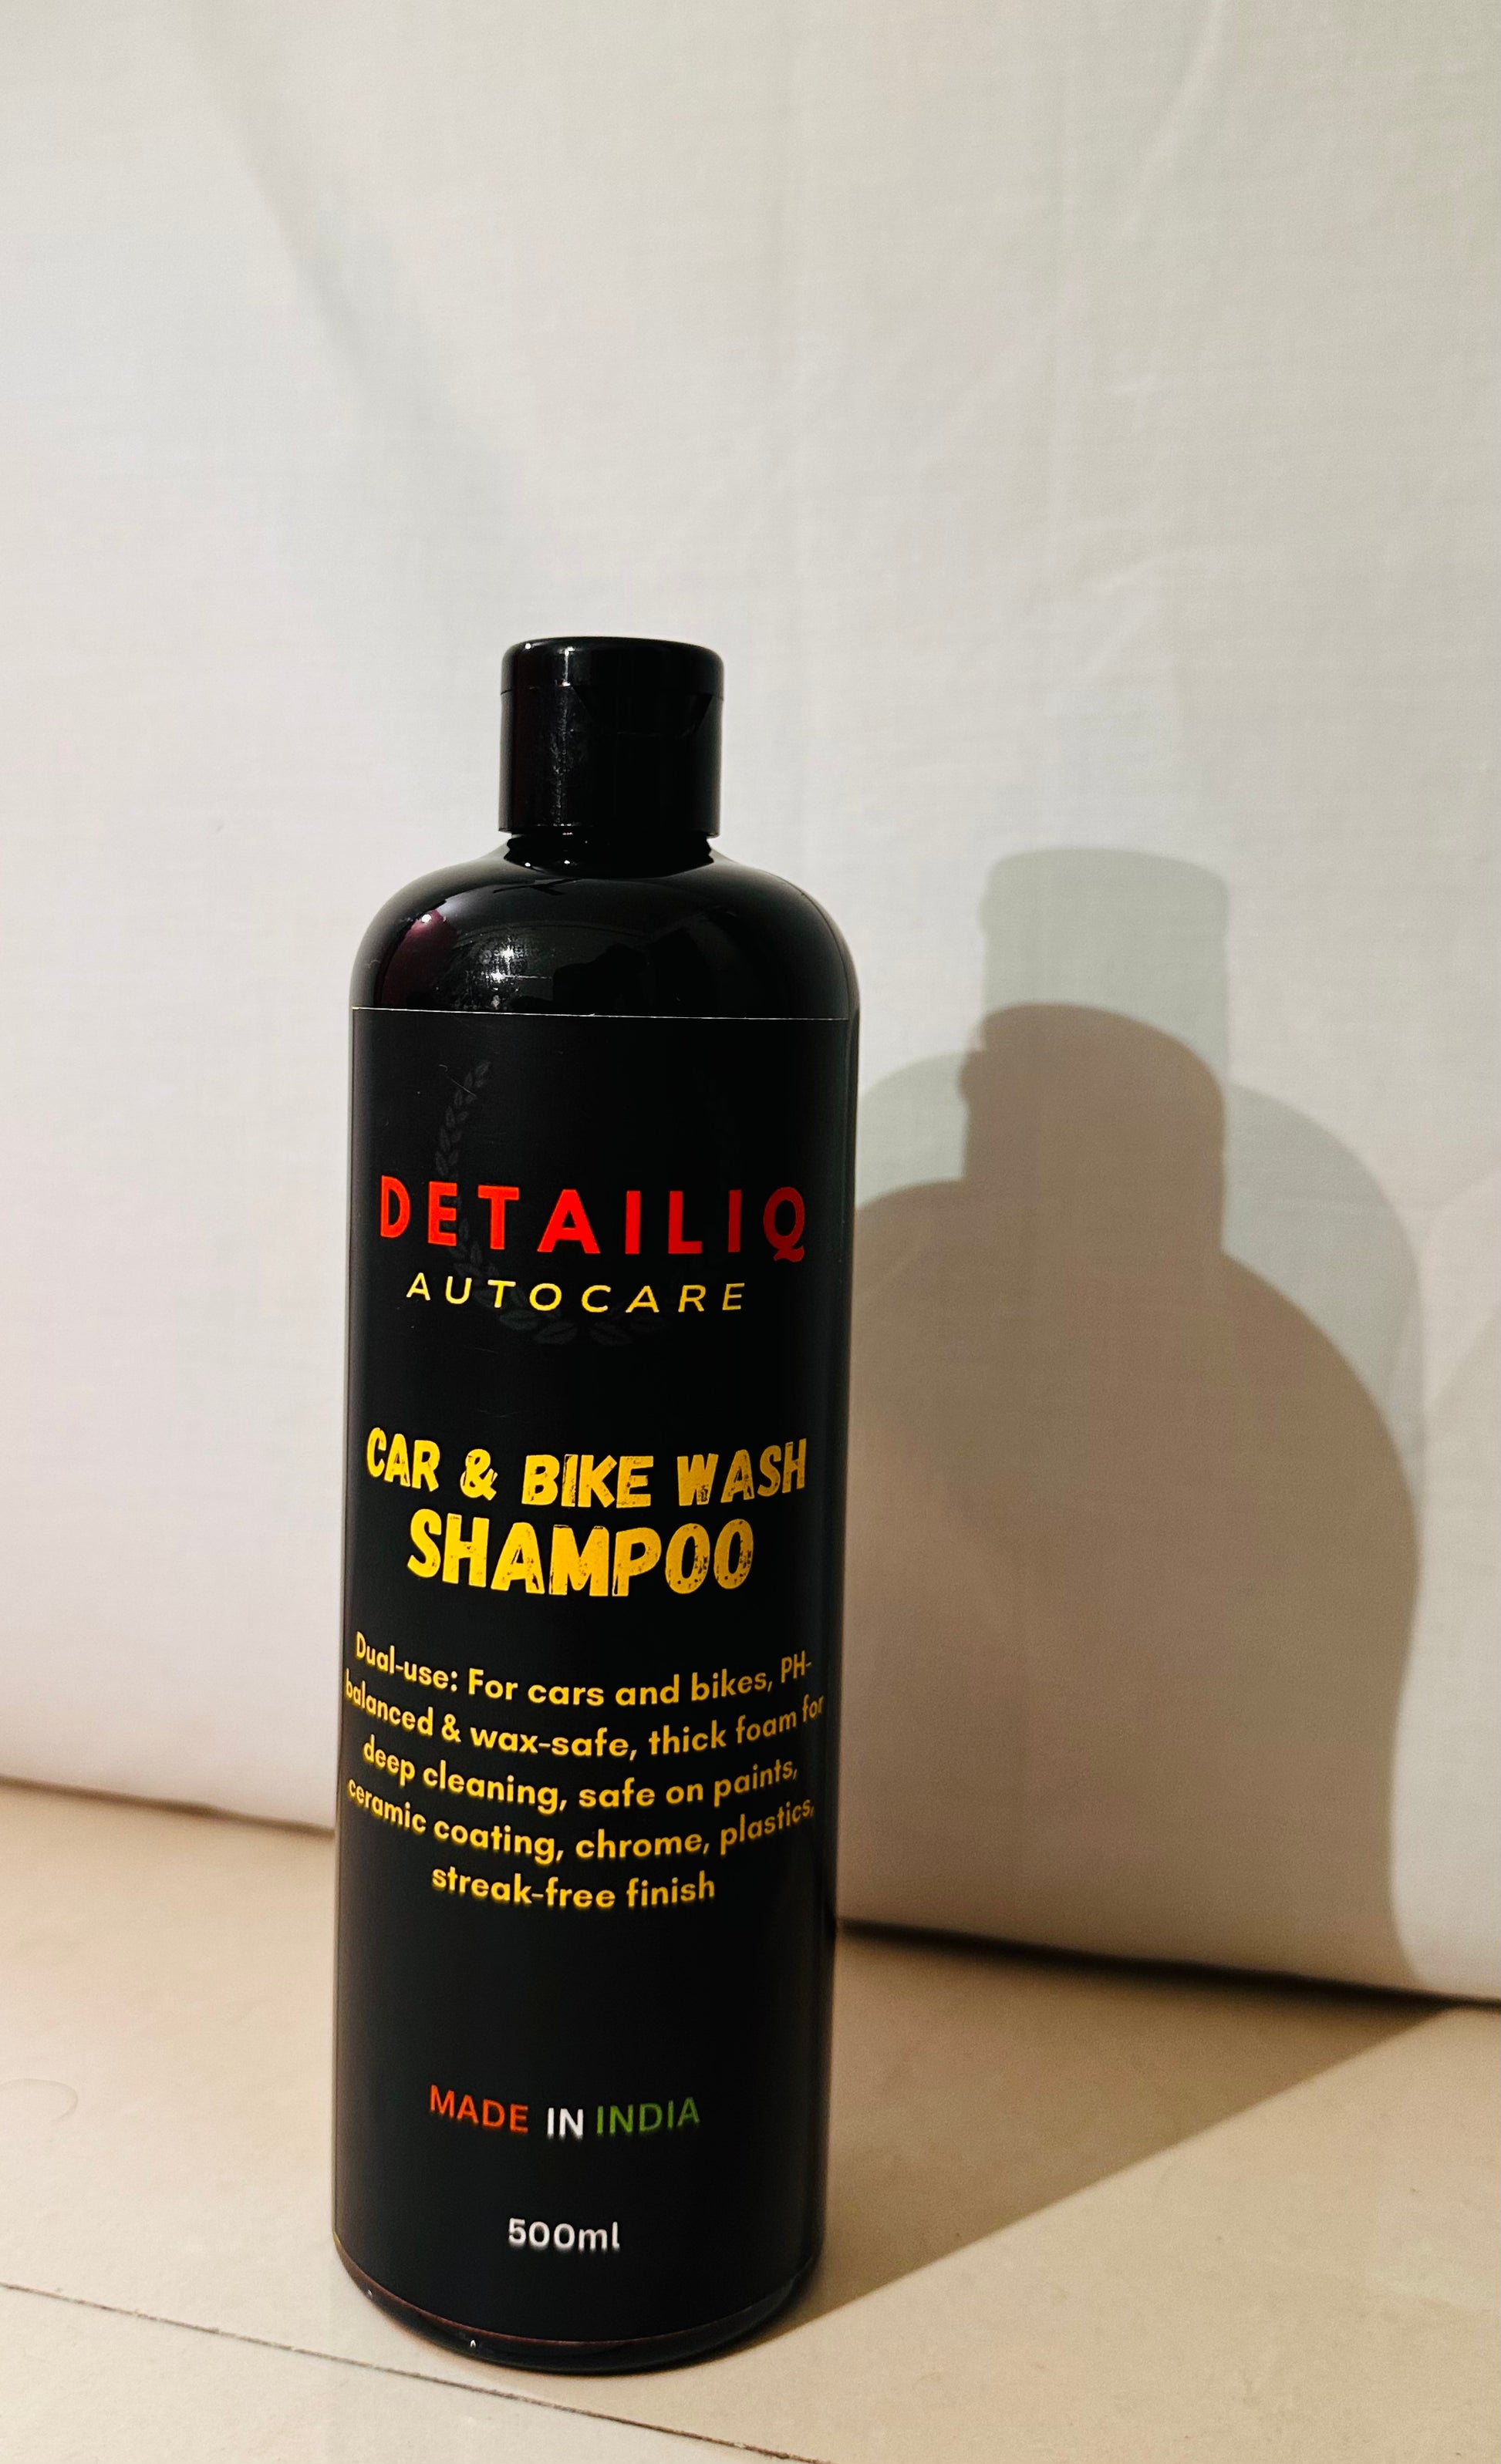 DETAILIQ
AUTOCARE
CAR & BIKE WASH
SHAMPOO
Dual-use: For cars and bikes, PH-
balanced & wax-safe, thick foam for
deep cleaning, safe on paints,
ceramic coating, chrome, plastics,
streak-free finish
MADE IN INDIA
500ml